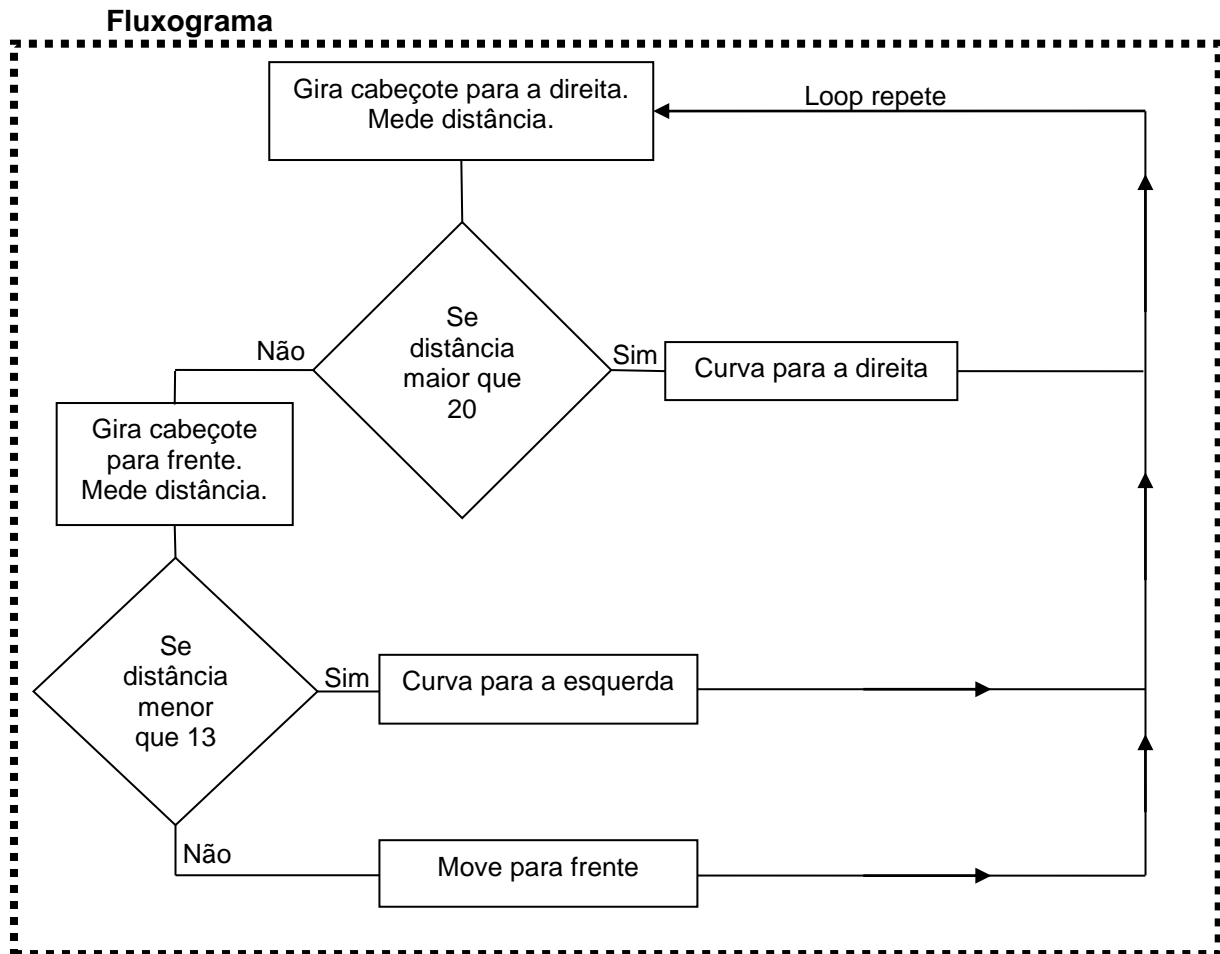 Fluxograma
Gira cabeçote para a direita.
Mede distância.
Loop repete
Se
distância
maior que
20
Não
Sim
Curva para a direita
Gira cabeçote
para frente.
Mede distância.
Se
distância
menor
que 13
Sim
Curva para a esquerda
Não
Move para frente